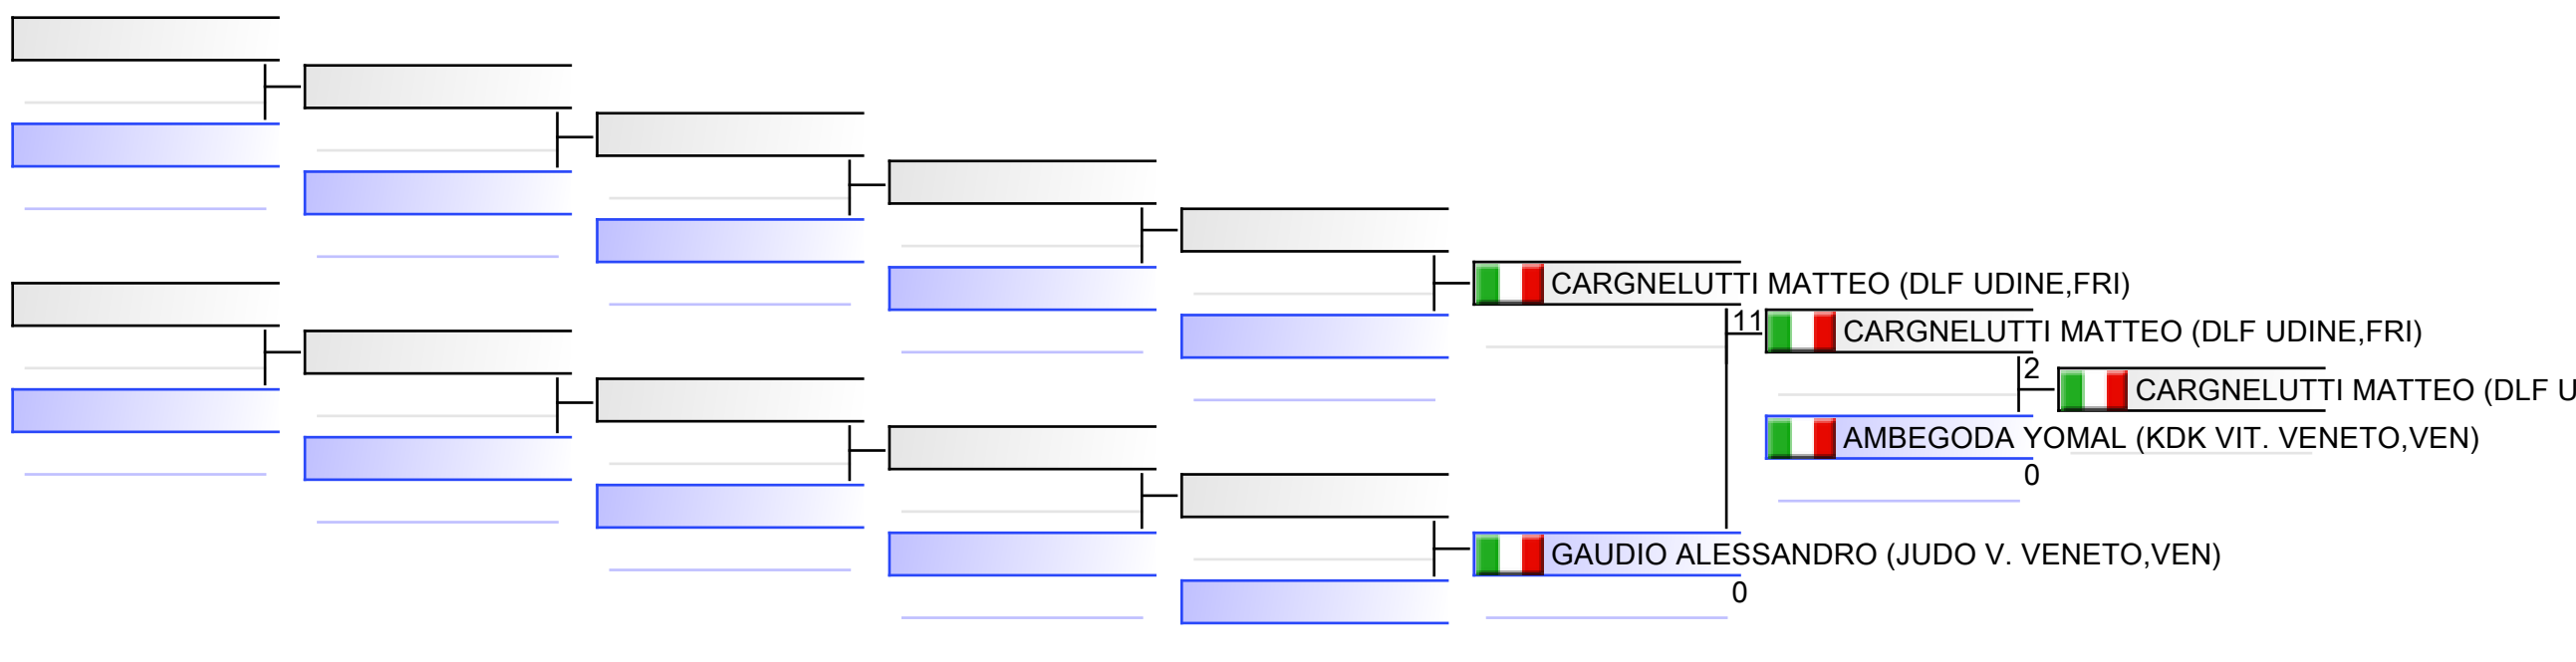 CARGNELUTTI MATTEO (DLF UDINE,FRI)
11
CARGNELUTTI MATTEO (DLF UDINE,FRI)
2
CARGNELUTTI MATTEO (DLF U
AMBEGODA YOMAL (KDK VIT. VENETO,VEN)
0
GAUDIO ALESSANDRO (JUDO V. VENETO,VEN)
0